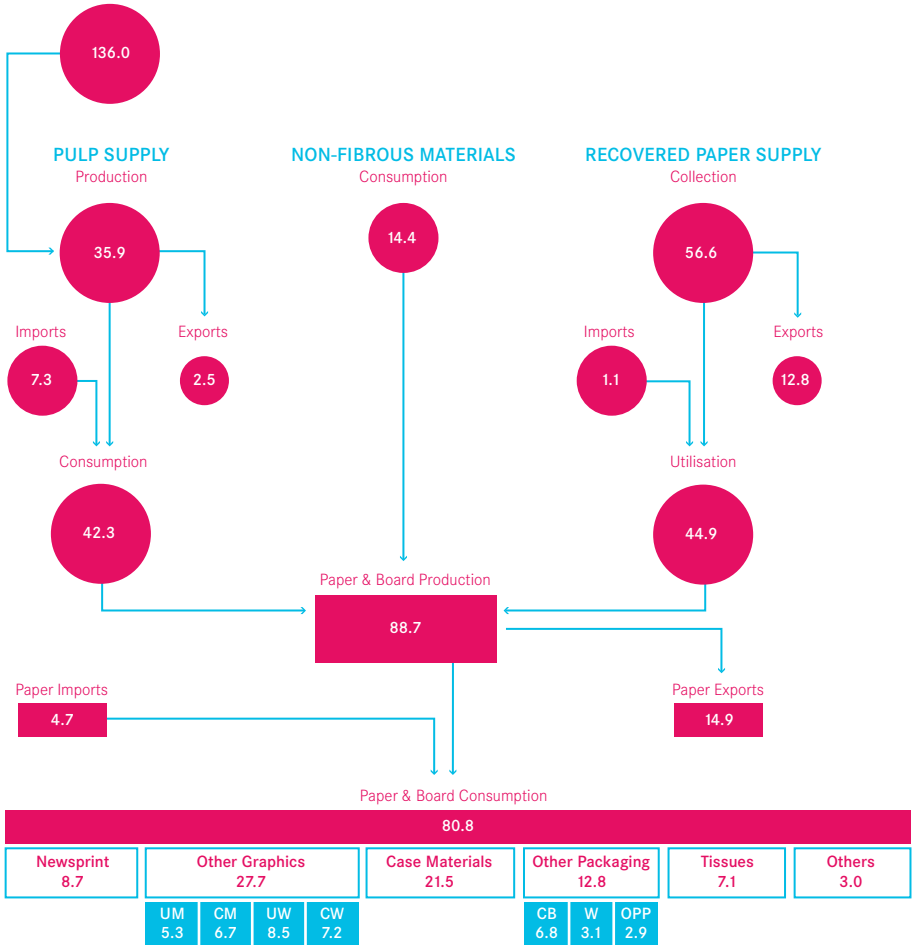 136.0
PULP SUPPLY
Production
NON-FIBROUS MATERIALS
Consumption
RECOVERED PAPER SUPPLY
Collection
35.9
14.4
56.6
Imports
Exports
Imports
Exports
7.3
2.5
1.1
12.8
Consumption
Utilisation
42.3
44.9
Paper & Board Production
88.7
Paper Imports
4.7
Paper Exports
14.9
Paper & Board Consumption
80.8
Newsprint
8.7
Other Graphics
27.7
Case Materials
21.5
Other Packaging
12.8
Tissues
7.1
Others
3.0
UM
5.3
CM
6.7
UW
8.5
CW
7.2
CB
6.8
W
3.1
OPP
2.9